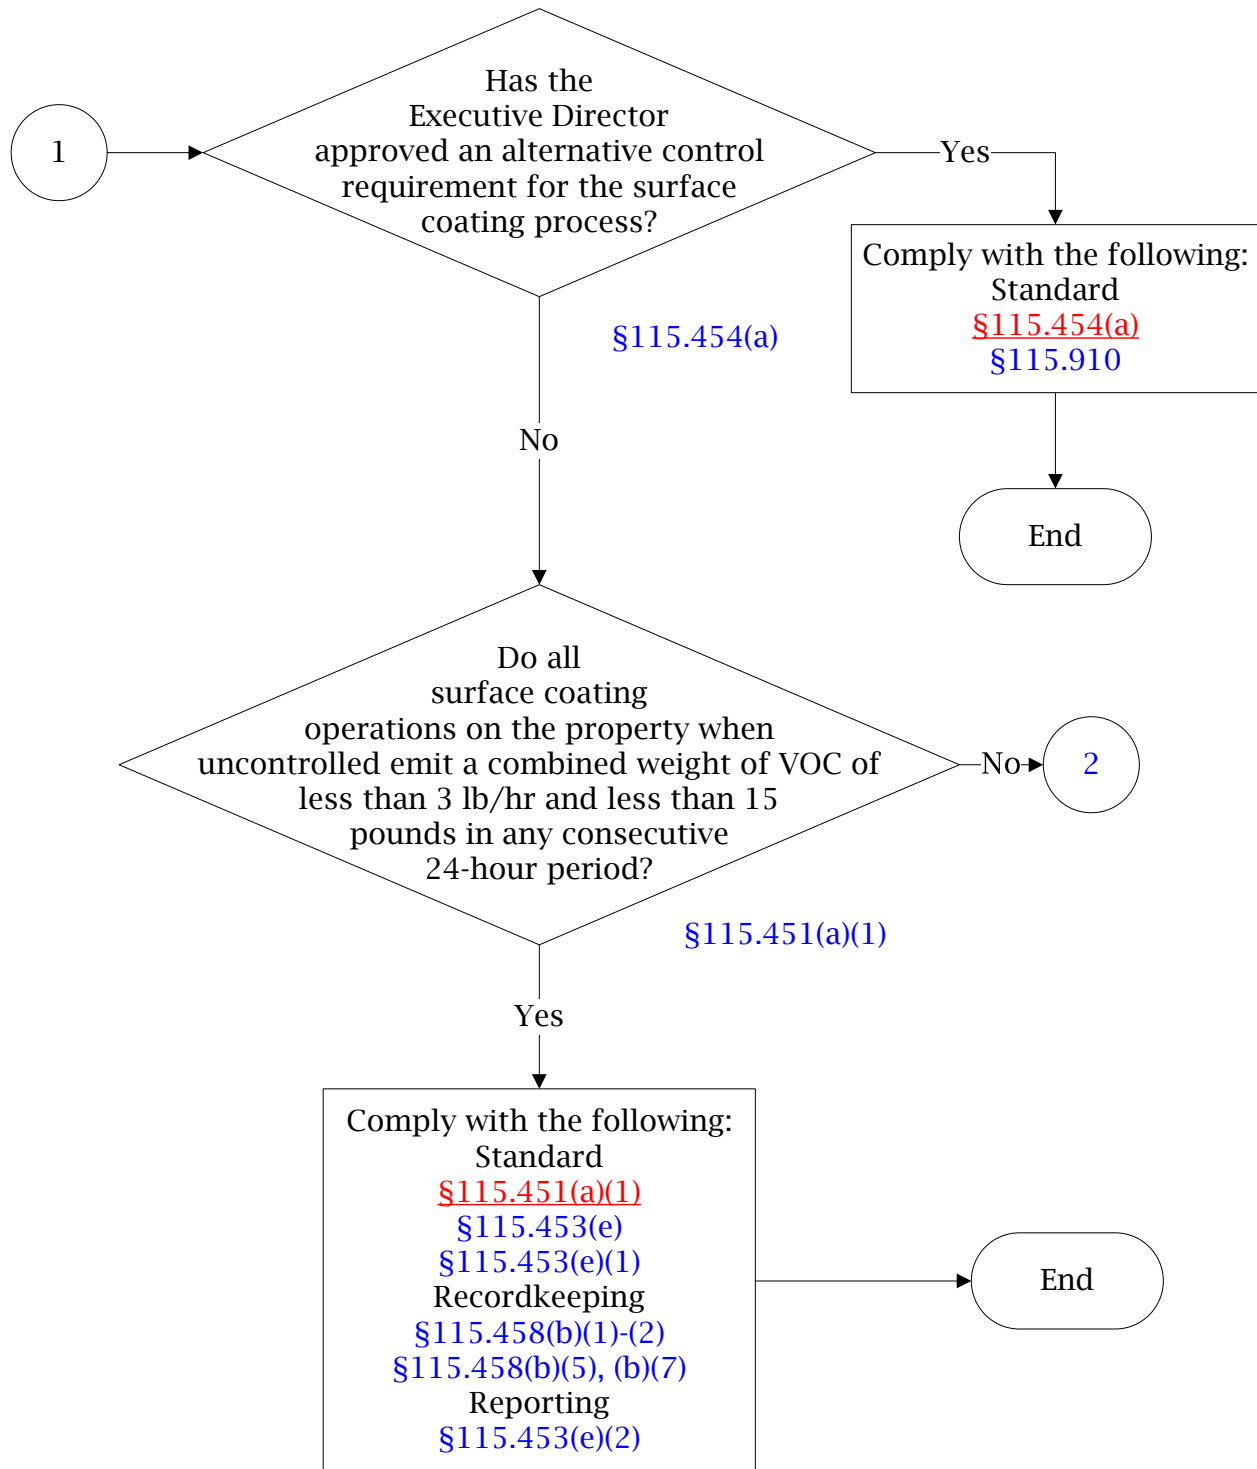 1
Has the
Executive Director
approved an alternative control
requirement for the surface
coating process?
Yes
Comply with the following:
Standard
§115.454(a)
§115.910
§115.454(a)
No
End
Do all
surface coating
operations on the property when
uncontrolled emit a combined weight of VOC of
less than 3 lb/hr and less than 15
pounds in any consecutive
24-hour period?
No
2
§115.451(a)(1)
Yes
Comply with the following:
Standard
§115.451(a)(1)
§115.453(e)
§115.453(e)(1)
Recordkeeping
§115.458(b)(1)-(2)
§115.458(b)(5), (b)(7)
Reporting
§115.453(e)(2)
End